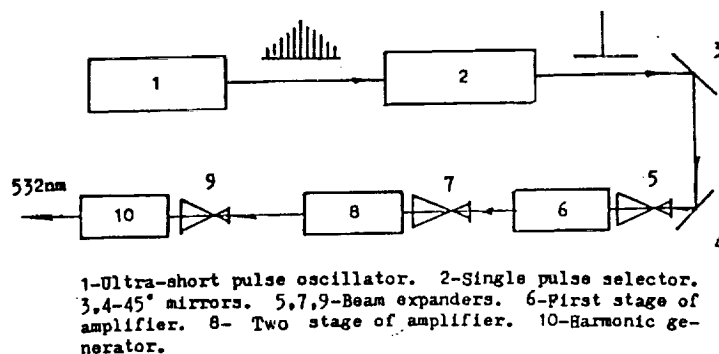 1
2
3
532nm
9
7
5
10
8
6
4
1-Ultra-short pulse oscillator. 2-Single pulse selector.
3,4-45° mirrors. 5,7,9-Beam expanders. 6-First stage of
amplifier. 8- Two stage of amplifier. 10-Harmonic ge-
nerator.